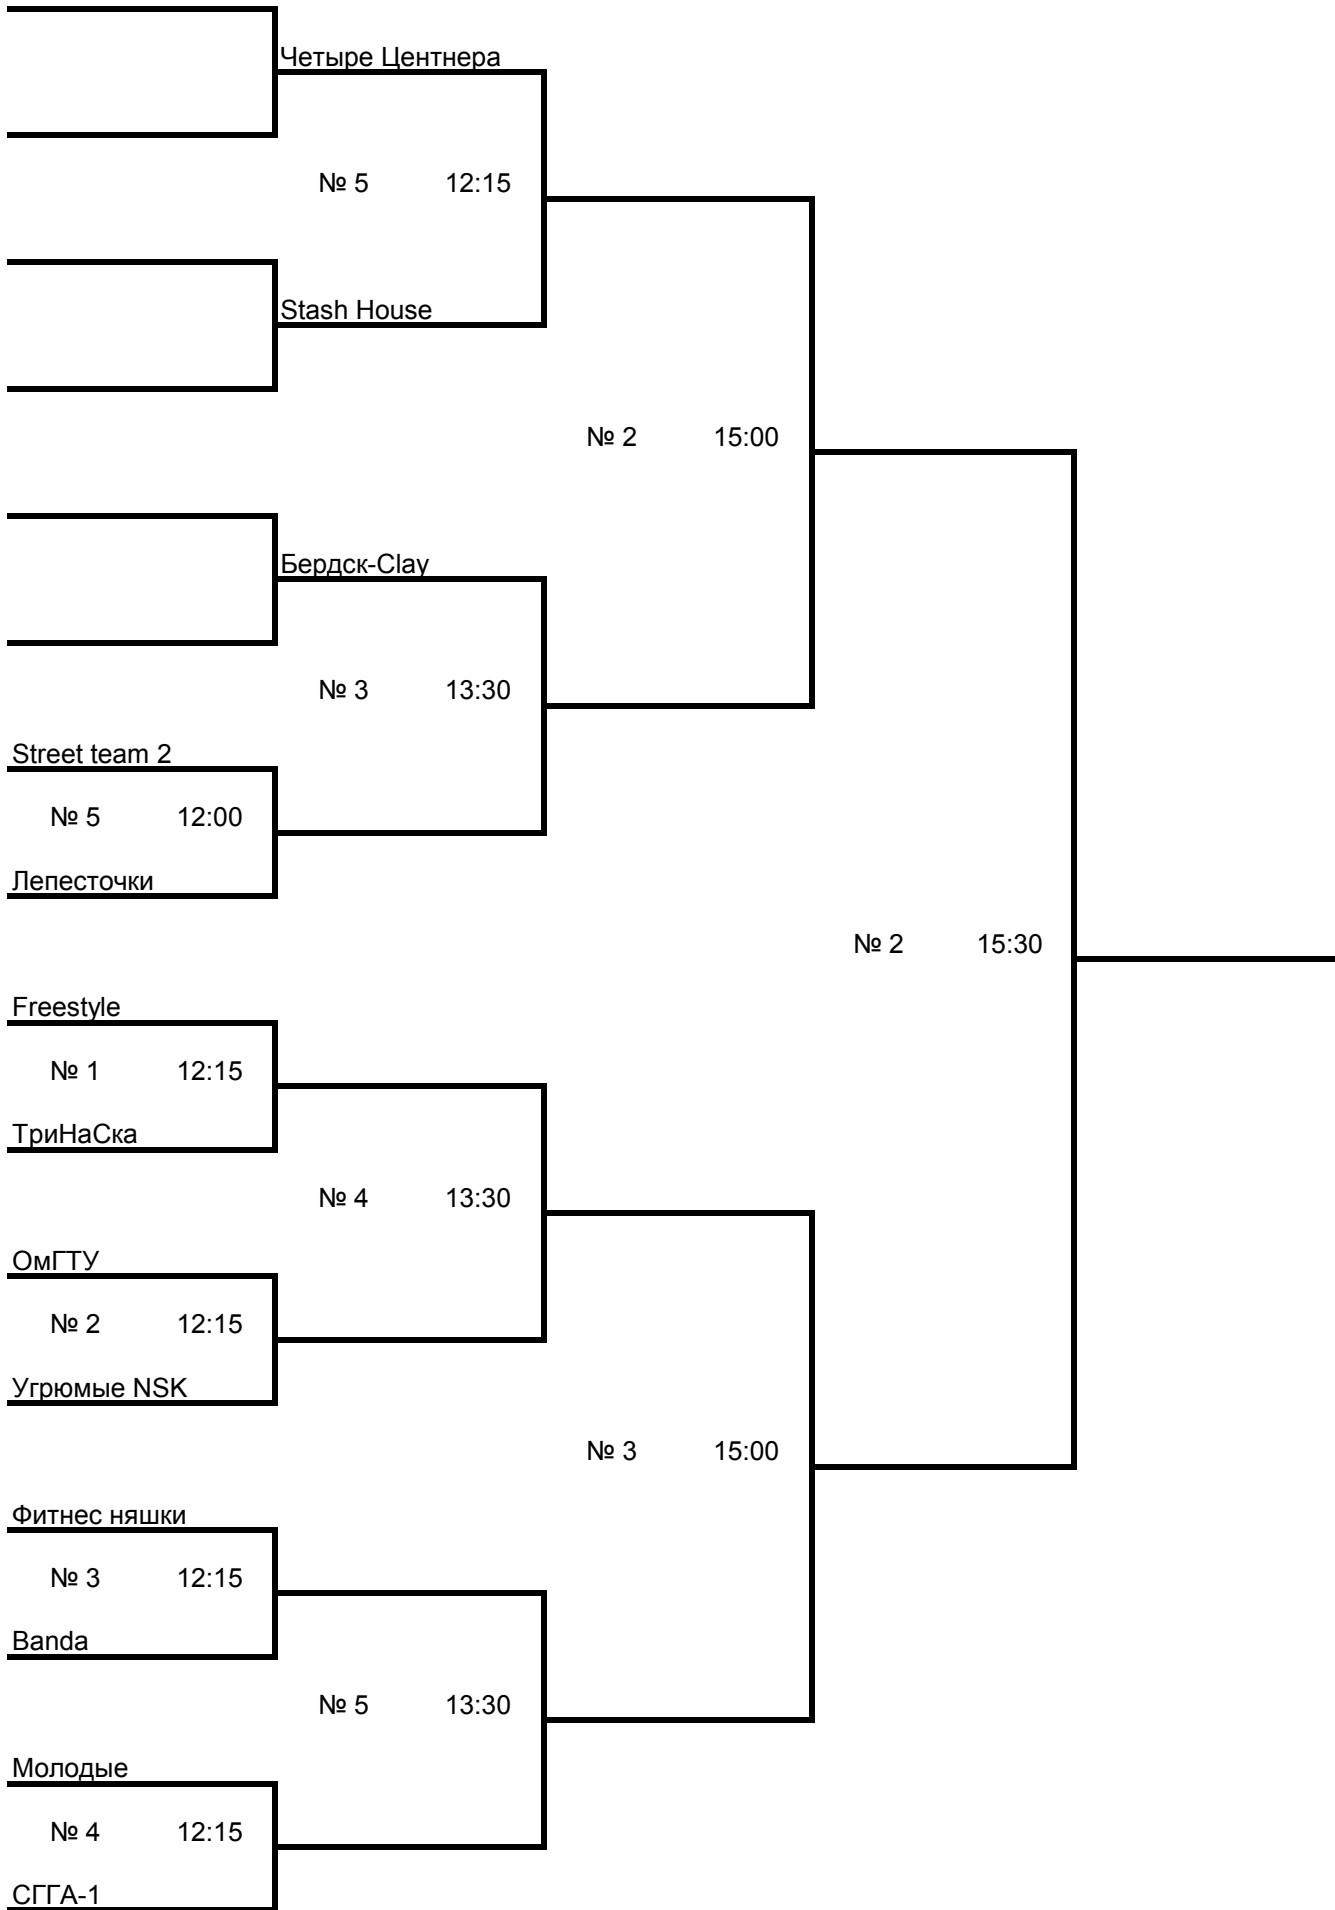 Четыре Центнера
№ 5 12:15
Stash House
№ 2 15:00
Бердск-Clay
№ 3 13:30
Street team 2
№ 5 12:00
Лепесточки
№ 2 15:30
Freestyle
№ 1 12:15
ТриНаСка
№ 4 13:30
ОмГТУ
№ 2 12:15
Угрюмые NSK
№ 3 15:00
Фитнес няшки
№ 3 12:15
Banda
№ 5 13:30
Молодые
№ 4 12:15
СГГА-1